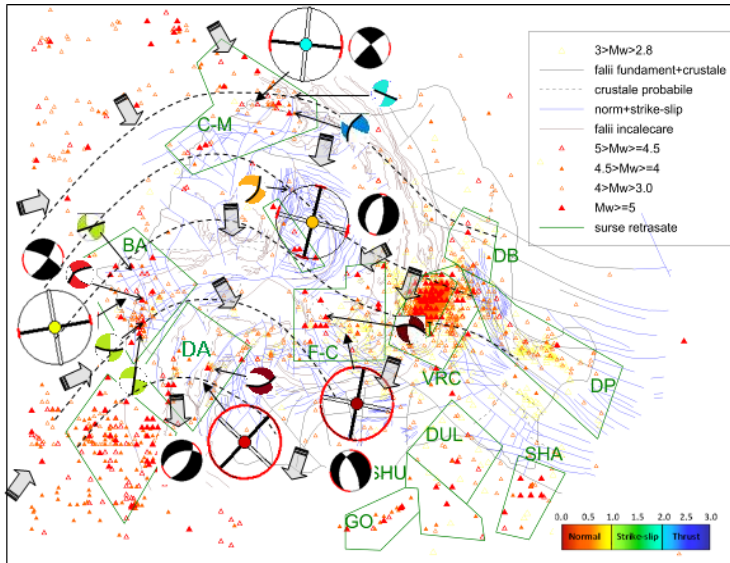 3>Mw>2.8
falii fundament+crustale
crustale probabile
norm+strike-slip
falii incalecare
5>Mw>=4.5
4.5>Mw>=4
4>Mw>3.0
Mw>=5
surse retrasate
C-M
BA
DB
DA
F-C
VRC
DP
DUL
SHA
SHU
GO
0.0 0.5 1.0 1.5 2.0 2.5 3.0
Normal Strike-slip Thrust